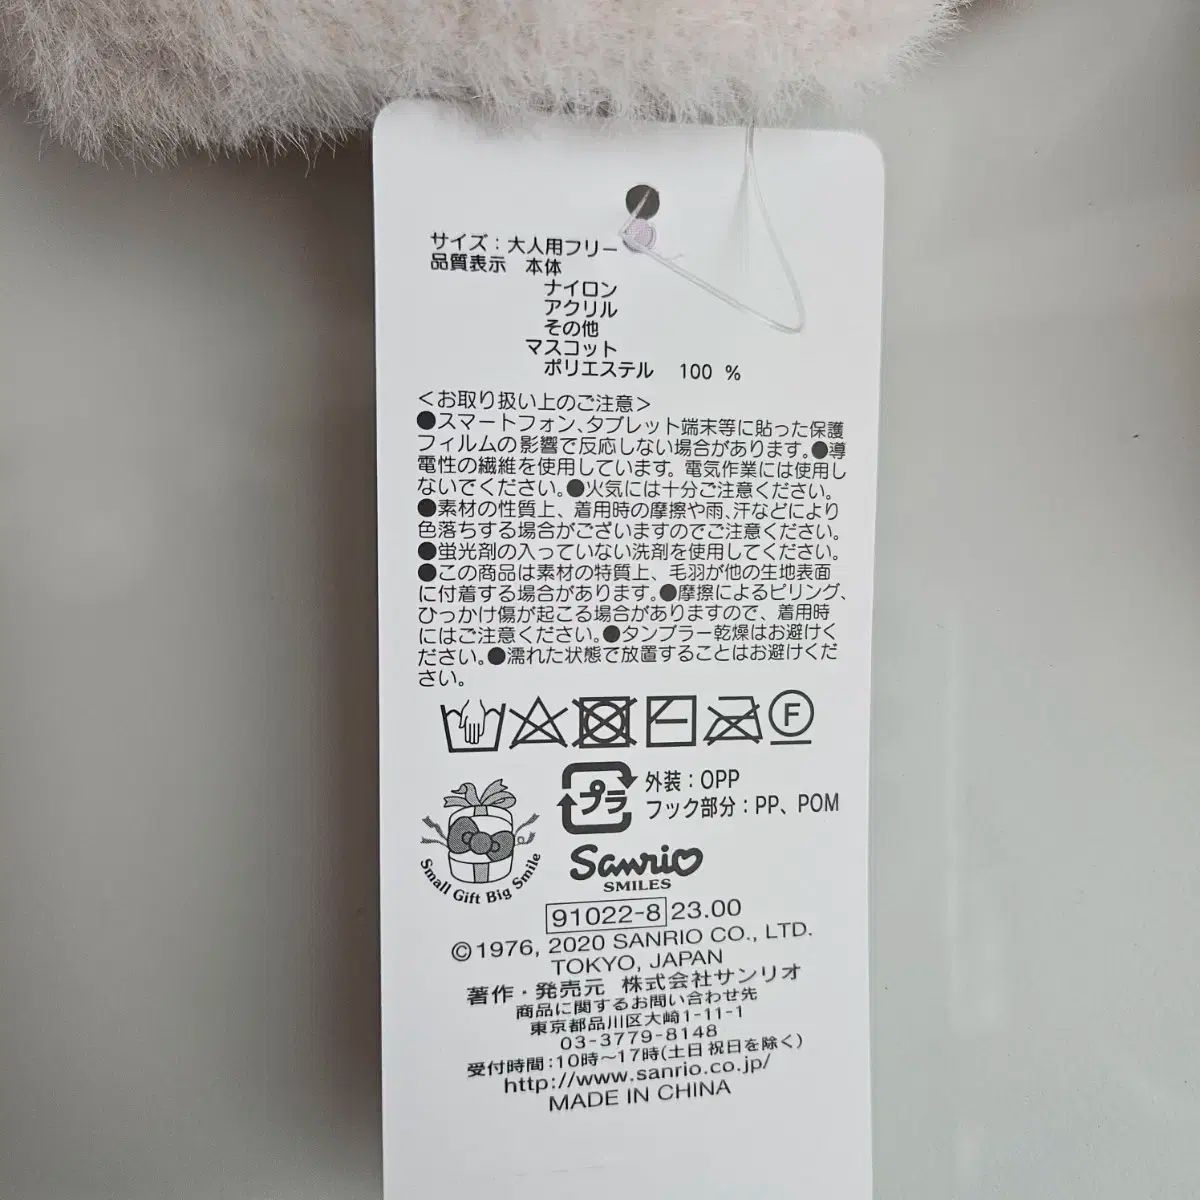 サイズ：大人用フリー
品質表示　本体
ナイロン
アクリル
その他
マスコット
ポリエステル　100 %
＜お取り扱い上のご注意＞
●スマートフォン、タブレット端末等に貼った保護
フィルムの影響で反応しない場合があります。●導
電性の繊維を使用しています。電気作業には使用し
ないでください。●火気には十分ご注意ください。
●素材の性質上、着用時の摩擦や雨、汗などにより
色落ちする場合がございますのでご注意ください。
●蛍光剤の入っていない洗剤を使用してください。
●この商品は素材の特質上、毛羽が他の生地表面
に付着する場合があります。●摩擦によるピリング、
ひっかけ傷が起こる場合がありますので、着用時
にはご注意ください。●タンブラー乾燥はお避けく
ださい。●濡れた状態で放置することはお避けくだ
さい。
F
プラ
外装：OPP
フック部分：PP、POM
Small Gift Big Smile
Sanrio
SMILES
91022-8 23.00
©1976, 2020 SANRIO CO., LTD.
TOKYO, JAPAN
著作・発売元　株式会社サンリオ
商品に関するお問い合わせ先
東京都品川区大崎1-11-1
03-3779-8148
受付時間：10時～17時(土日祝日を除く)
http://www.sanrio.co.jp/
MADE IN CHINA